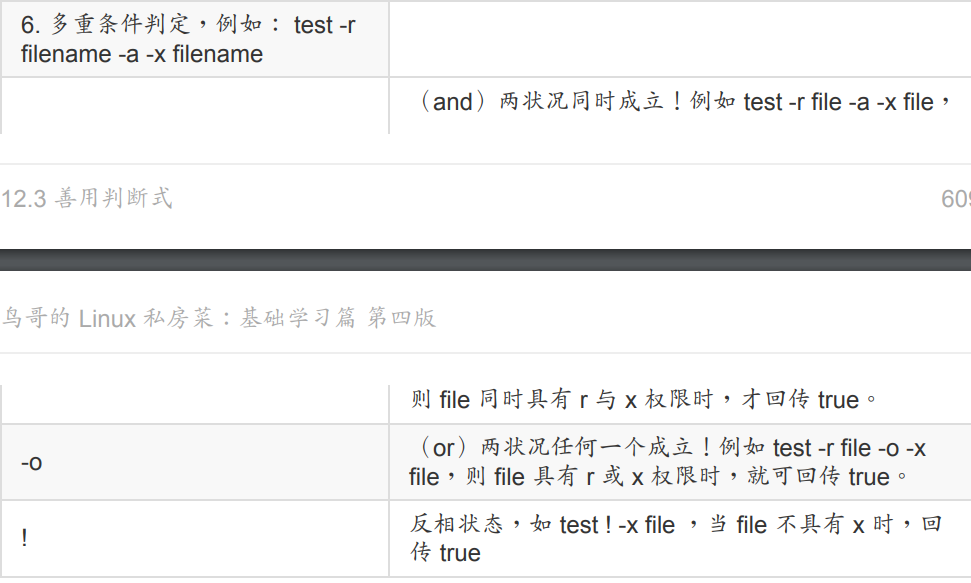 6. 多重条件判定，例如： test -r
filename -a -x filename
（and）两状况同时成立！例如 test -r file -a -x file，
12.3 善用判断式
609
鸟哥的 Linux 私房菜：基础学习篇 第四版
则 file 同时具有 r 与 x 权限时，才回传 true。
-o
（or）两状况任何一个成立！例如 test -r file -o -x
file，则 file 具有 r 或 x 权限时，就可回传 true。
!
反相状态，如 test ! -x file ，当 file 不具有 x 时，回
传 true